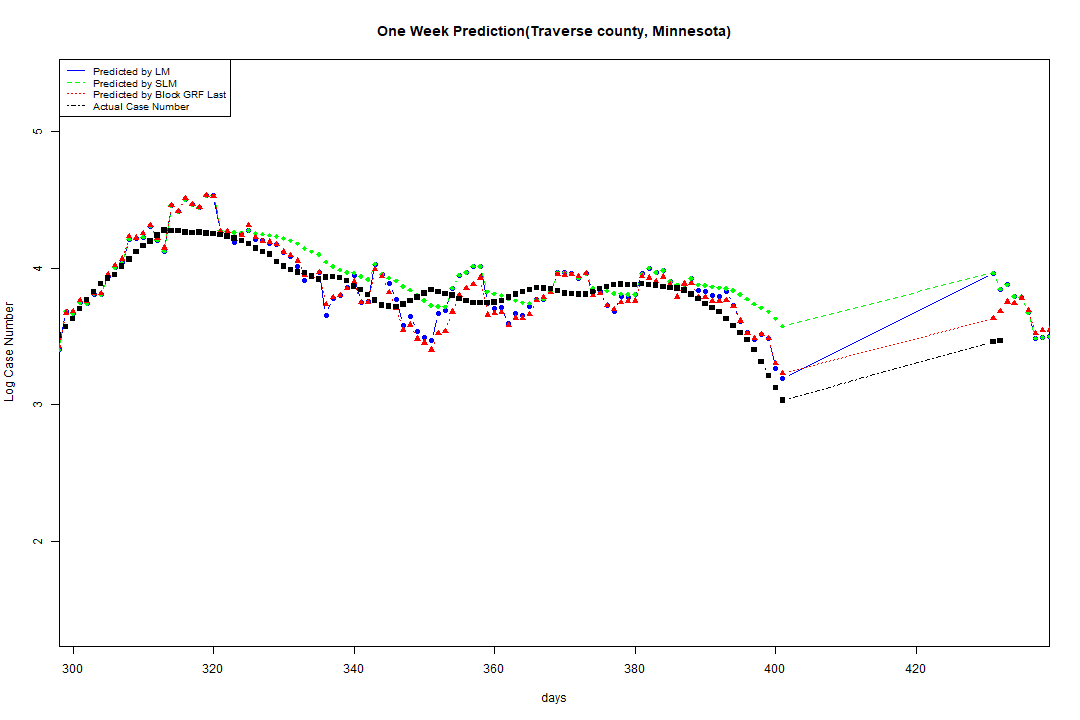 One Week Prediction(Traverse county, Minnesota)
Predicted by LM
Predicted by SLM
Predicted by Block GRF Last
Actual Case Number
5
4
3
2
Log Case Number
300 320 340 360 380 400 420
days